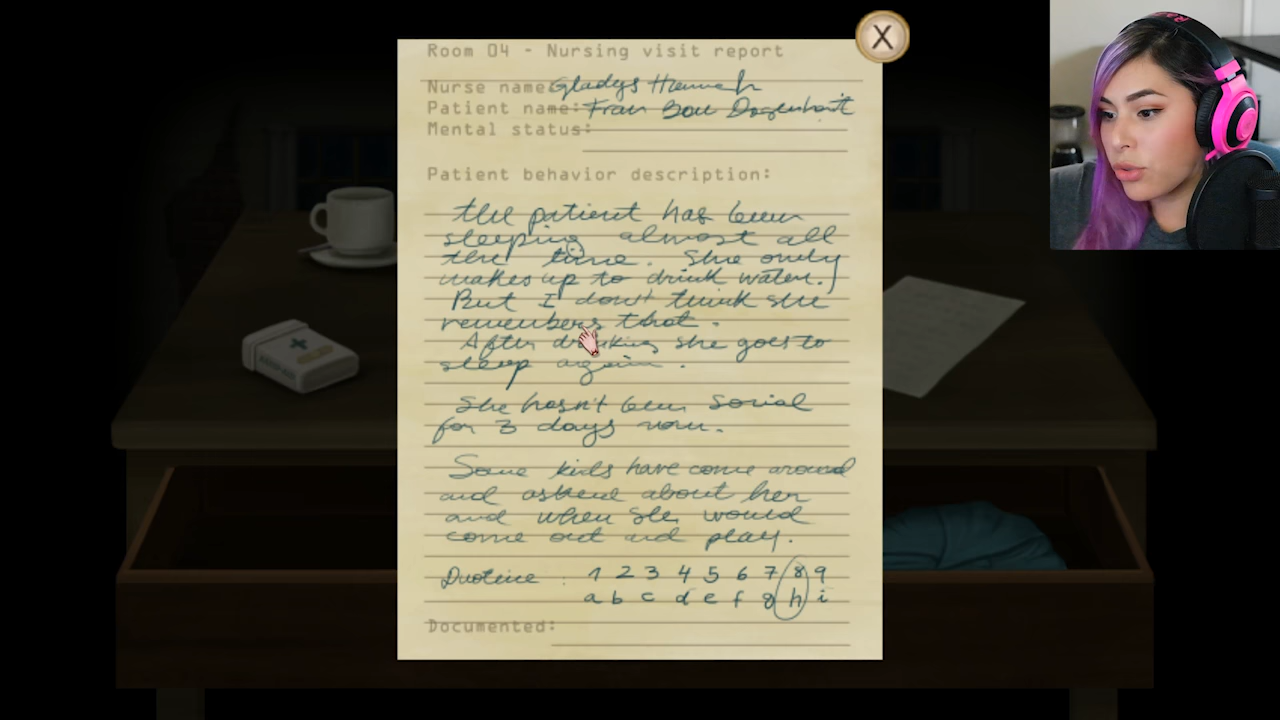 X
Room 04 - Nursing visit report
Nurse name: Gladys Hannah
Patient name: Fran Bow Dagenhart
Mental status:
Patient behavior description:
The patient has been
sleeping almost all
the time. She only
wakes up to drink water.
But I don't think she
remembers that.
After drinking she goes to
sleep again.
She hasn't been social
for 3 days now.
Some kids have come around
and asked about her
and when she would
come out and play.
Duotine : 1 2 3 4 5 6 7 8 9
a b c d e f g h i
Documented: